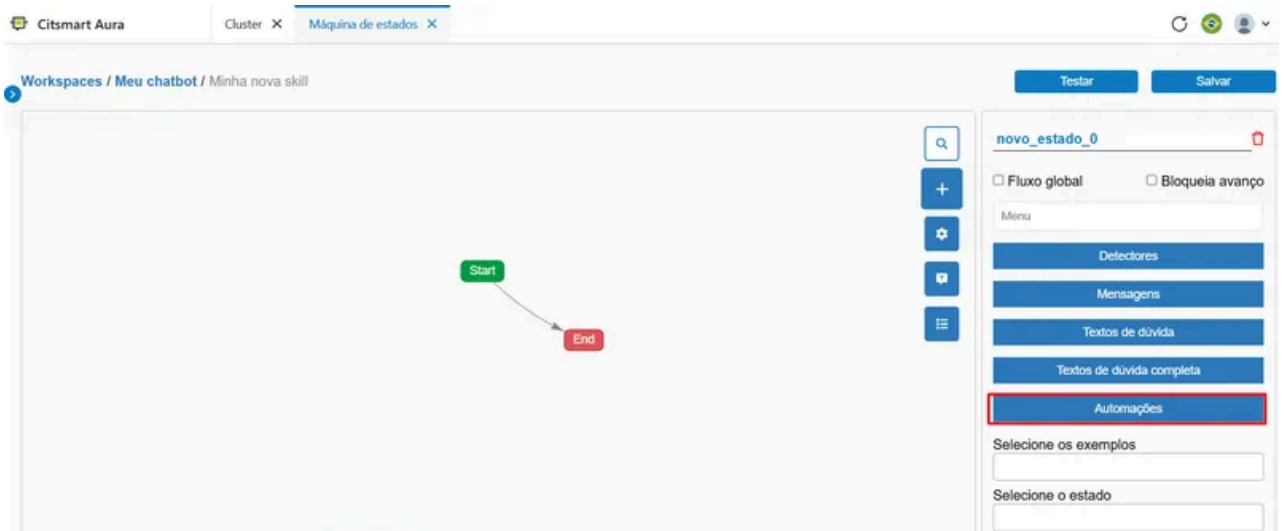 Citsmart Aura
Cluster X
Máquina de estados X
Workspaces / Meu chatbot / Minha nova skill
Testar
Salvar
novo_estado_0
Fluxo global
Bloqueia avanço
Menu
Start
End
Detectores
Mensagens
Textos de dúvida
Textos de dúvida completa
Automações
Selecione os exemplos
Selecione o estado